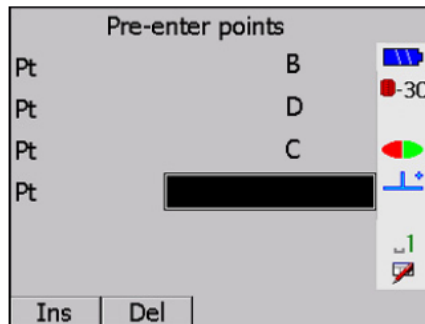 Pre-enter points
Pt B
-30
Pt D
Pt C
Pt
1
Ins Del